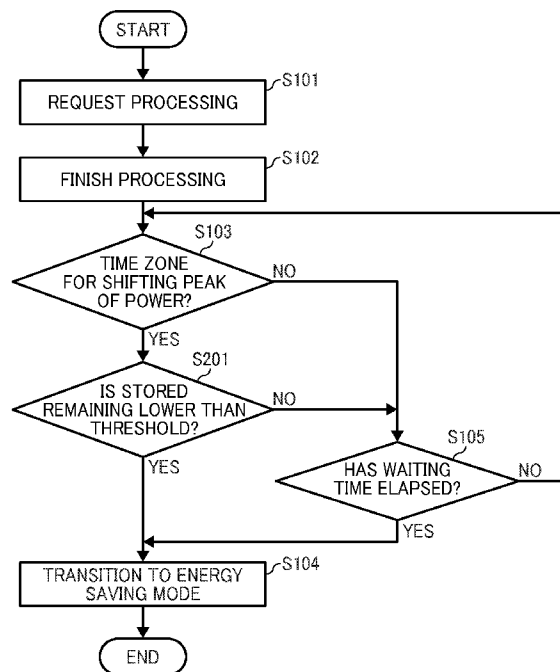 START
S101
REQUEST PROCESSING
S102
FINISH PROCESSING
S103
TIME ZONE
FOR SHIFTING PEAK
OF POWER?
NO
YES
S201
IS STORED
REMAINING LOWER THAN
THRESHOLD?
NO
YES
S105
HAS WAITING
TIME ELAPSED?
NO
YES
S104
TRANSITION TO ENERGY
SAVING MODE
END